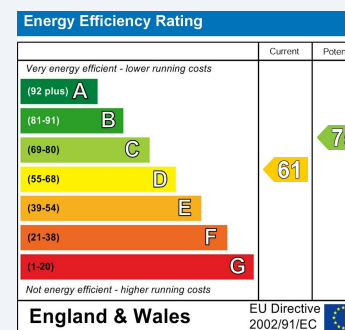 Energy Efficiency Rating
Current
Very energy efficient - lower running costs
(92 plus) A
(81-91) B
(69-80) C
(55-68) D
61
(39-54) E
(21-38) F
(1-20) G
Not energy efficient - higher running costs
England & Wales
EU Directive
2002/91/EC